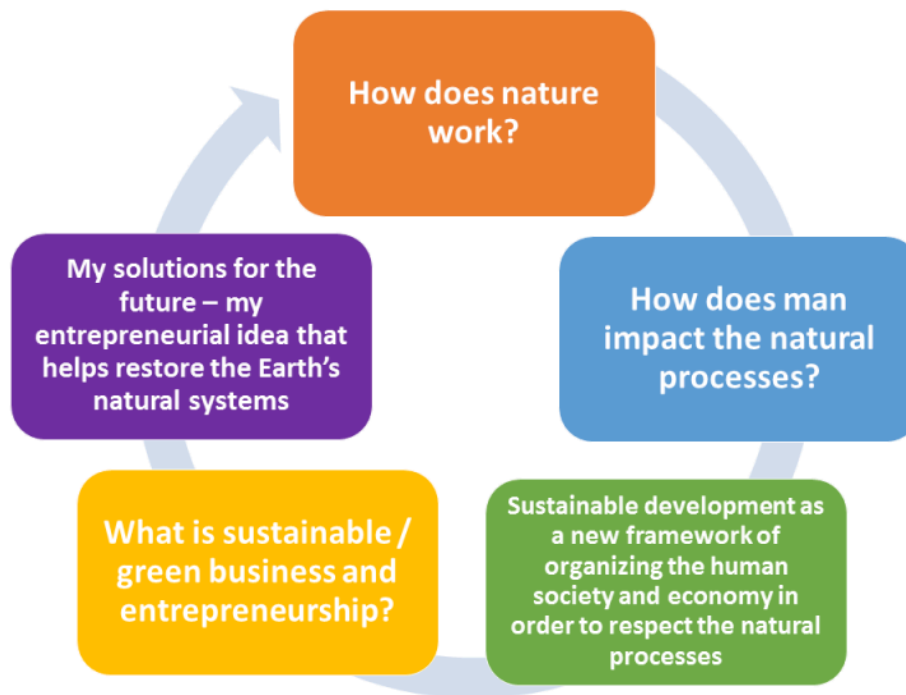 How does nature
work?
How does man
impact the natural
processes?
Sustainable development as
a new framework of
organizing the human
society and economy in
order to respect the natural
processes
What is sustainable /
green business and
entrepreneurship?
My solutions for the
future – my
entrepreneurial idea that
helps restore the Earth's
natural systems